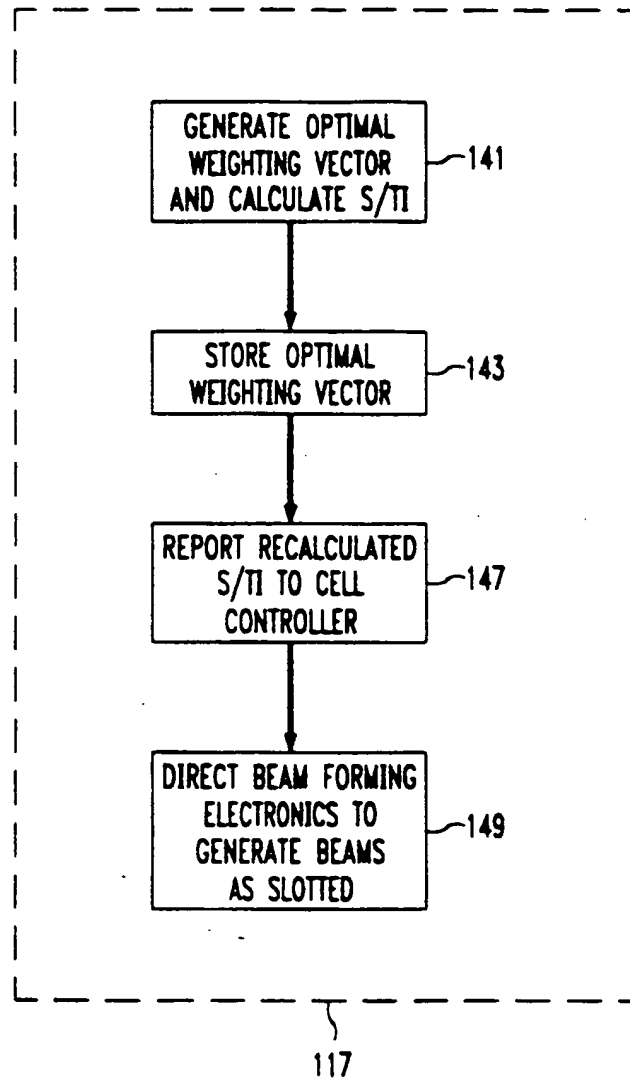 GENERATE OPTIMAL
WEIGHTING VECTOR
AND CALCULATE S/TI
141
STORE OPTIMAL
WEIGHTING VECTOR
143
REPORT RECALCULATED
S/TI TO CELL
CONTROLLER
147
DIRECT BEAM FORMING
ELECTRONICS TO
GENERATE BEAMS
AS SLOTTED
149
117